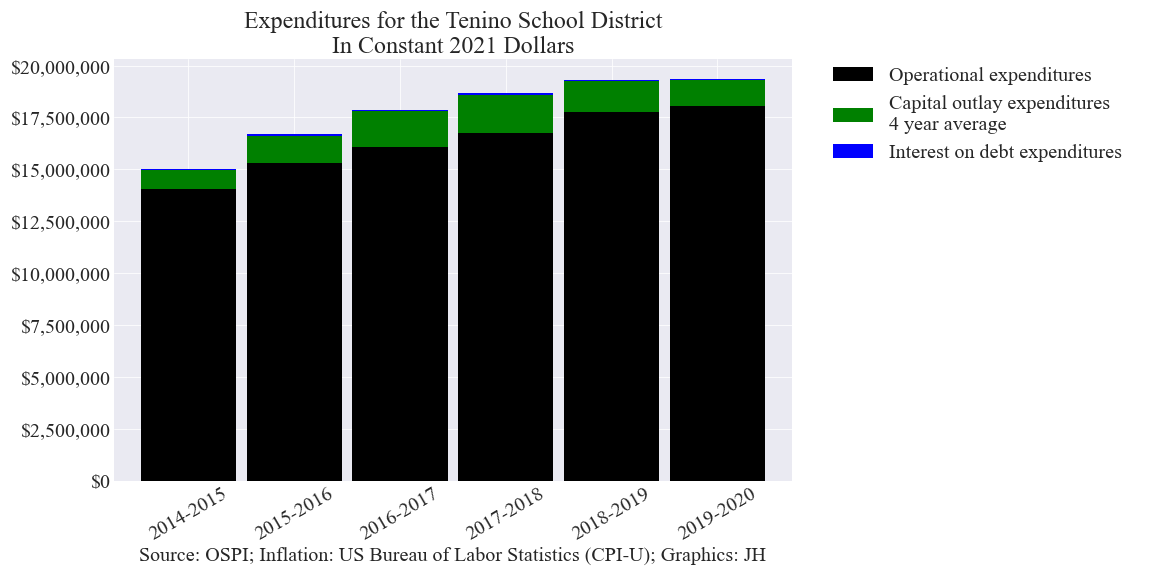 Expenditures for the Tenino School District
In Constant 2021 Dollars
$20,000,000
$17,500,000
$15,000,000
$12,500,000
$10,000,000
$7,500,000
$5,000,000
$2,500,000
$0
Operational expenditures
Capital outlay expenditures
4 year average
Interest on debt expenditures
2014-2015
2015-2016
2016-2017
2017-2018
2018-2019
2019-2020
Source: OSPI; Inflation: US Bureau of Labor Statistics (CPI-U); Graphics: JH